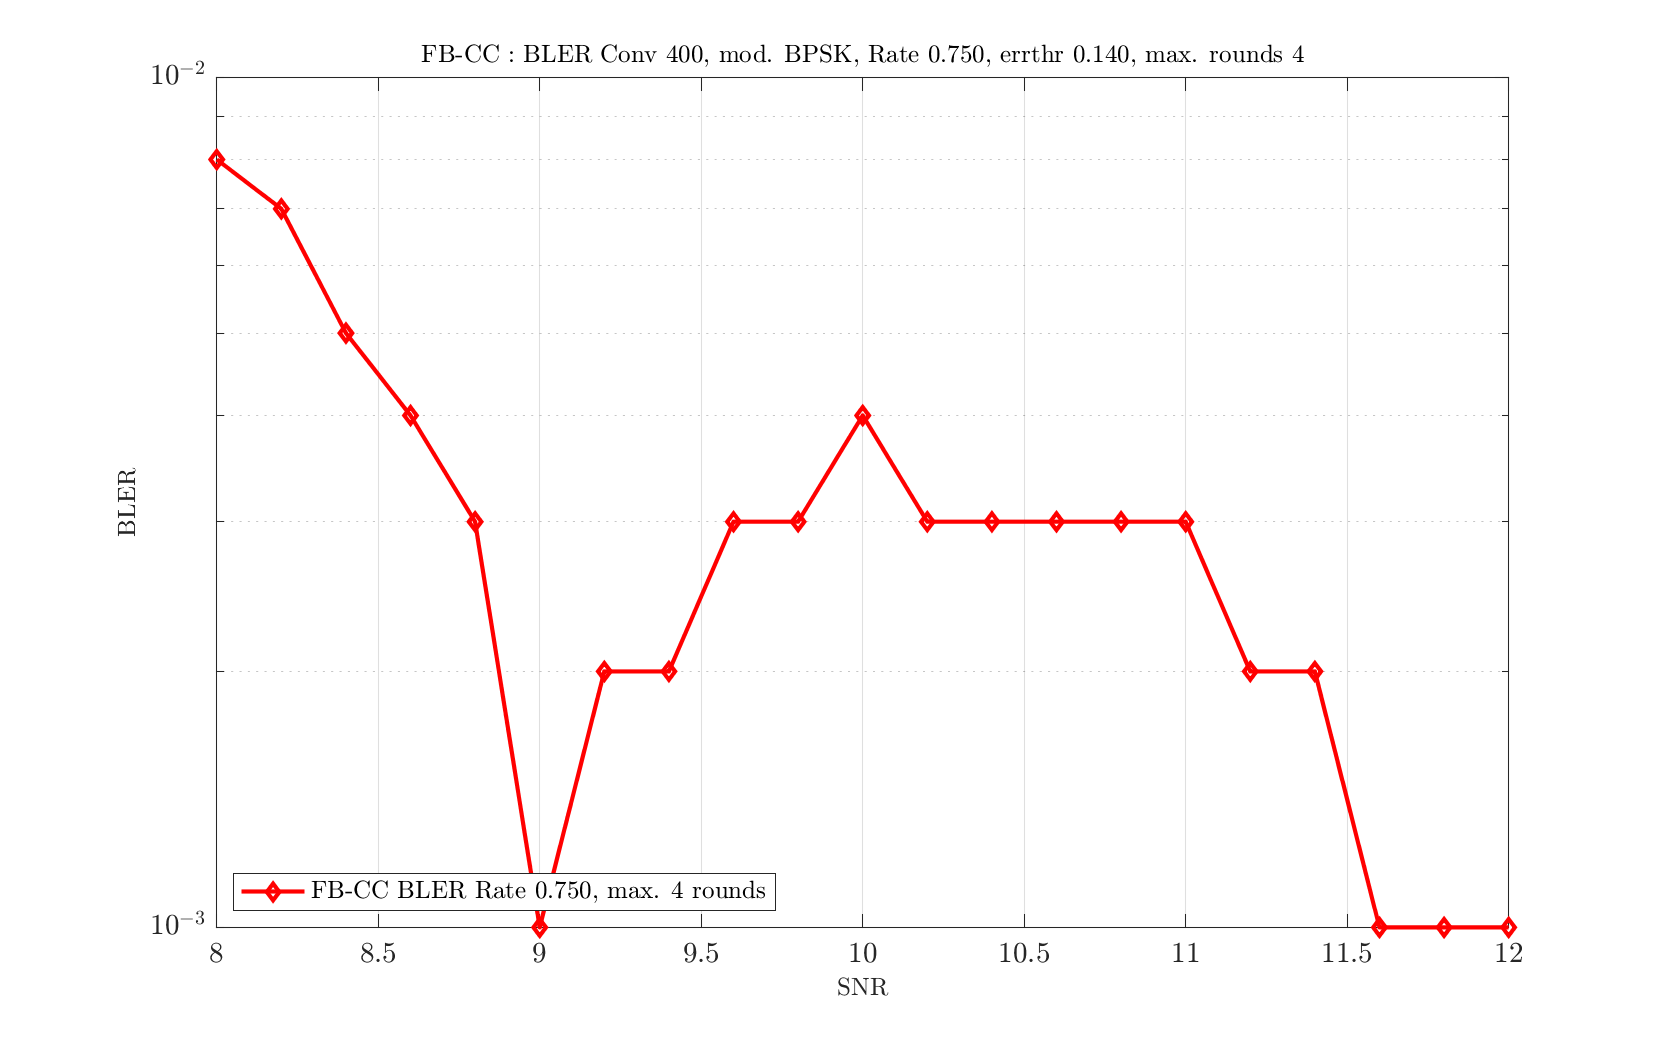 FB-CC : BLER Conv 400, mod. BPSK, Rate 0.750, errthr 0.140, max. rounds 4
10⁻²
BLER
FB-CC BLER Rate 0.750, max. 4 rounds
10⁻³
8 8.5 9 9.5 10 10.5 11 11.5 12
SNR